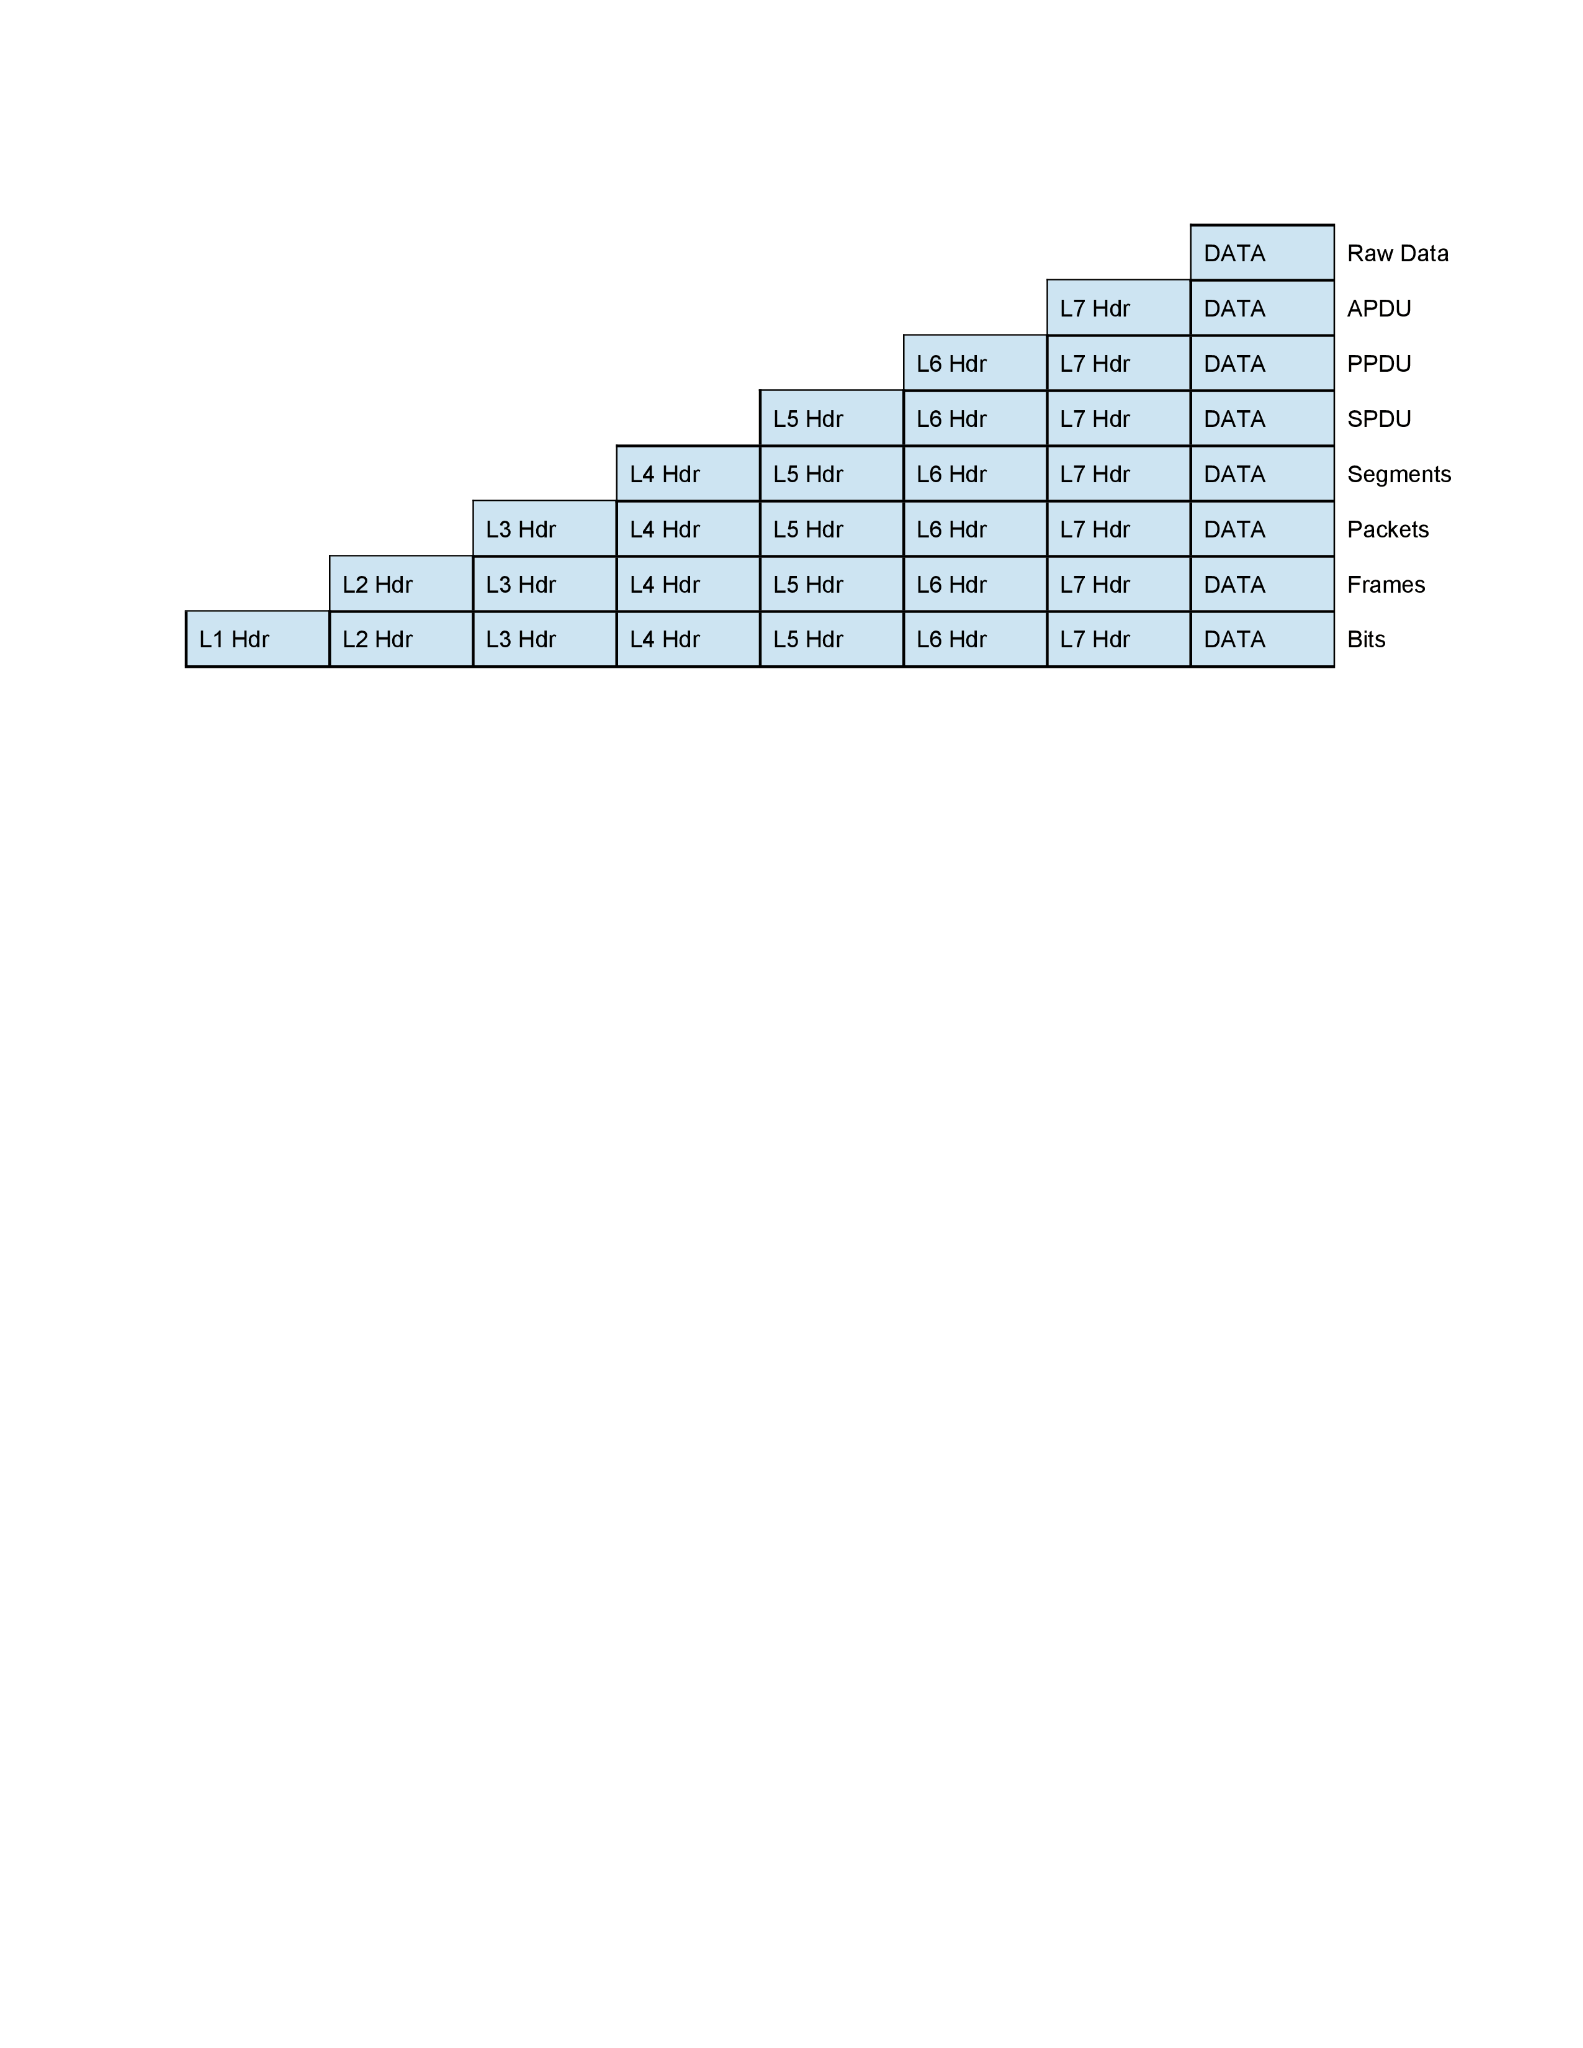 DATA Raw Data
L7 Hdr DATA APDU
L6 Hdr L7 Hdr DATA PPDU
L5 Hdr L6 Hdr L7 Hdr DATA SPDU
L4 Hdr L5 Hdr L6 Hdr L7 Hdr DATA Segments
L3 Hdr L4 Hdr L5 Hdr L6 Hdr L7 Hdr DATA Packets
L2 Hdr L3 Hdr L4 Hdr L5 Hdr L6 Hdr L7 Hdr DATA Frames
L1 Hdr L2 Hdr L3 Hdr L4 Hdr L5 Hdr L6 Hdr L7 Hdr DATA Bits